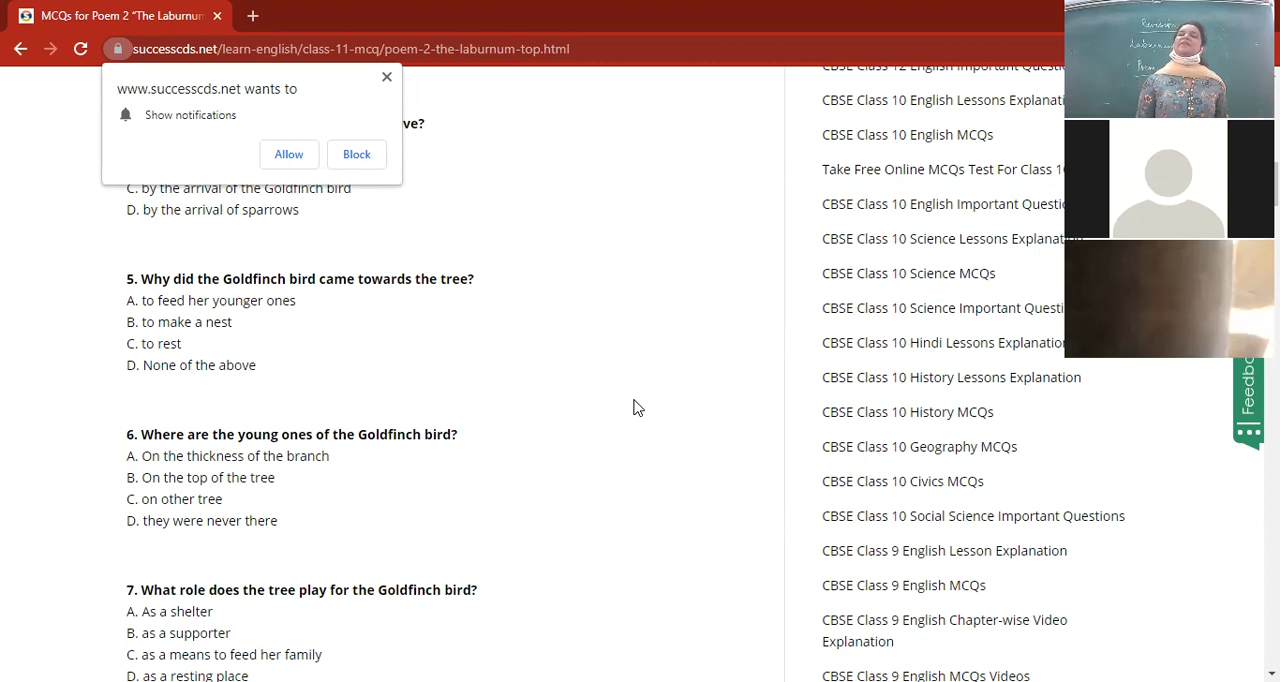 MCQs for Poem 2 “The Laburnum
successcds.net/learn-english/class-11-mcq/poem-2-the-laburnum-top.html
www.successcds.net wants to
Show notifications
Allow
Block
ve?
C. by the arrival of the Goldfinch bird
D. by the arrival of sparrows
5. Why did the Goldfinch bird came towards the tree?
A. to feed her younger ones
B. to make a nest
C. to rest
D. None of the above
6. Where are the young ones of the Goldfinch bird?
A. On the thickness of the branch
B. On the top of the tree
C. on other tree
D. they were never there
7. What role does the tree play for the Goldfinch bird?
A. As a shelter
B. as a supporter
C. as a means to feed her family
D. as a resting place
CBSE Class 12 English Important Questi
CBSE Class 10 English Lessons Explanati
CBSE Class 10 English MCQs
Take Free Online MCQs Test For Class 1
CBSE Class 10 English Important Questi
CBSE Class 10 Science Lessons Explanat
CBSE Class 10 Science MCQs
CBSE Class 10 Science Important Questi
CBSE Class 10 Hindi Lessons Explanation
CBSE Class 10 History Lessons Explanation
CBSE Class 10 History MCQs
CBSE Class 10 Geography MCQs
CBSE Class 10 Civics MCQs
CBSE Class 10 Social Science Important Questions
CBSE Class 9 English Lesson Explanation
CBSE Class 9 English MCQs
CBSE Class 9 English Chapter-wise Video
Explanation
CBSE Class 9 English MCQs Videos
Revision
Feedb